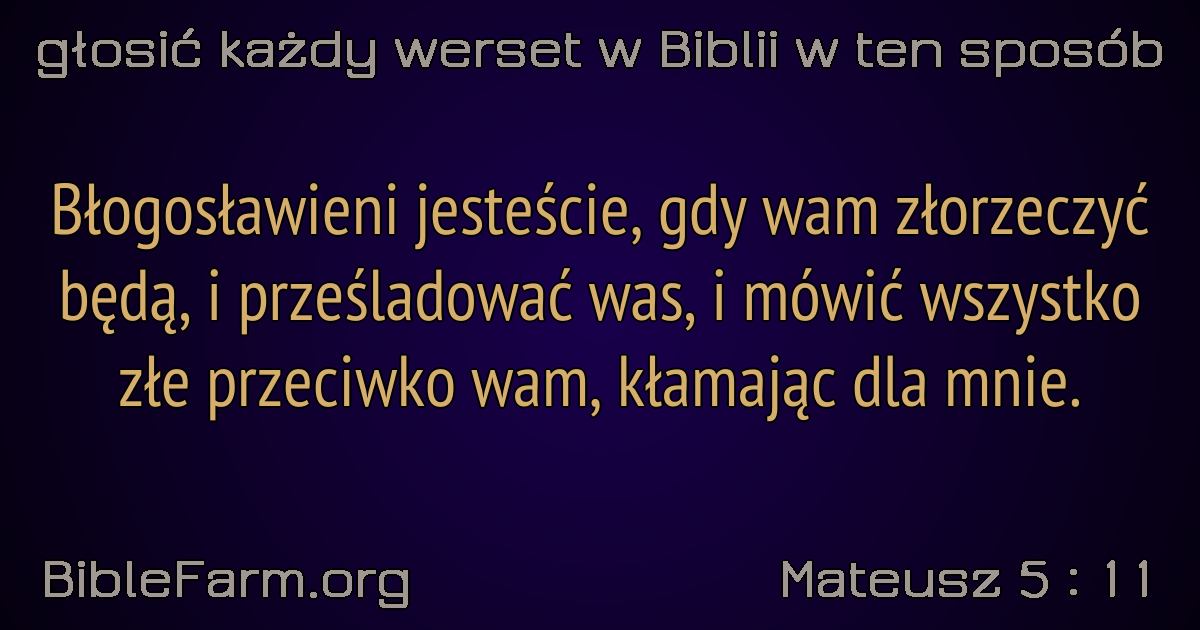 głosić każdy werset w Biblii w ten sposób
Błogosławieni jesteście, gdy wam złorzeczyć
będą, i prześladować was, i mówić wszystko
złe przeciwko wam, kłamając dla mnie.
BibleFarm.org
Mateusz 5 : 11